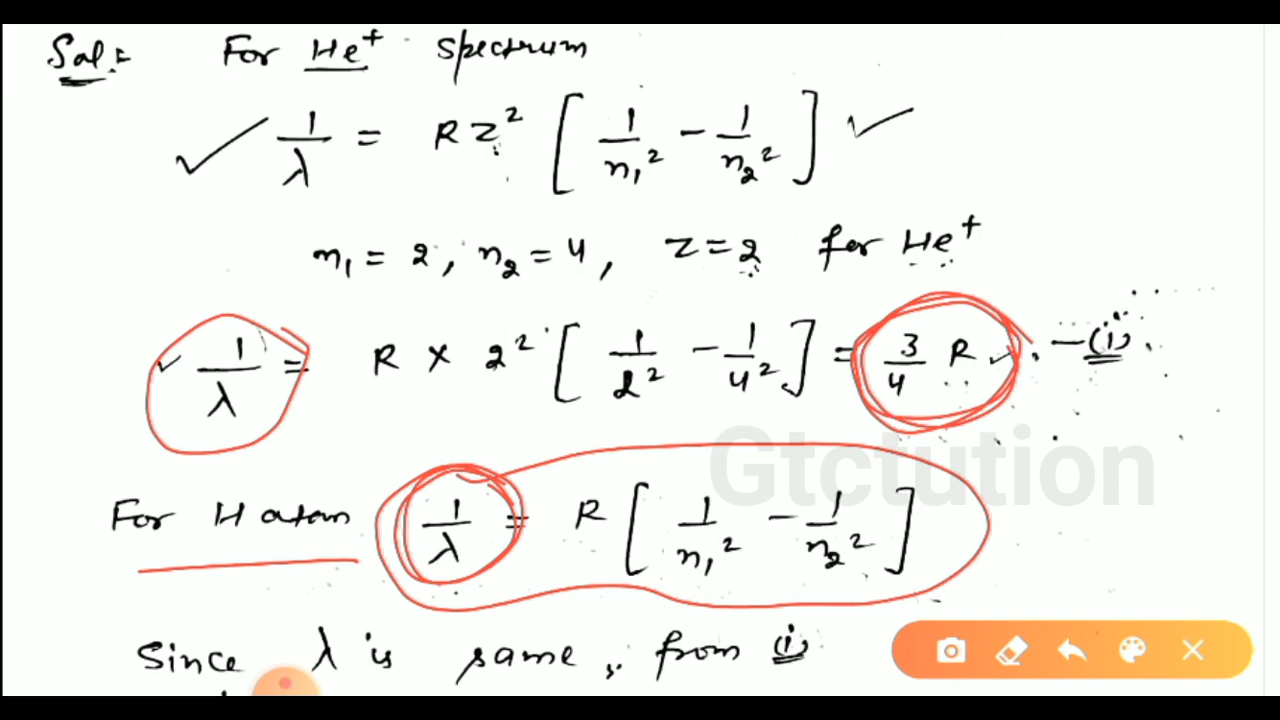 Sol:= For He⁺ spectrum
1/λ = RZ² [1/n₁² − 1/n₂²]
n₁ = 2, n₂ = 4, Z = 2 for He⁺
1/λ = R × 2² [1/2² − 1/4²] = 3/4 R. —(i).
Gtctution
For H atom 1/λ = R [1/n₁² − 1/n₂²]
Since λ is same, from (i)